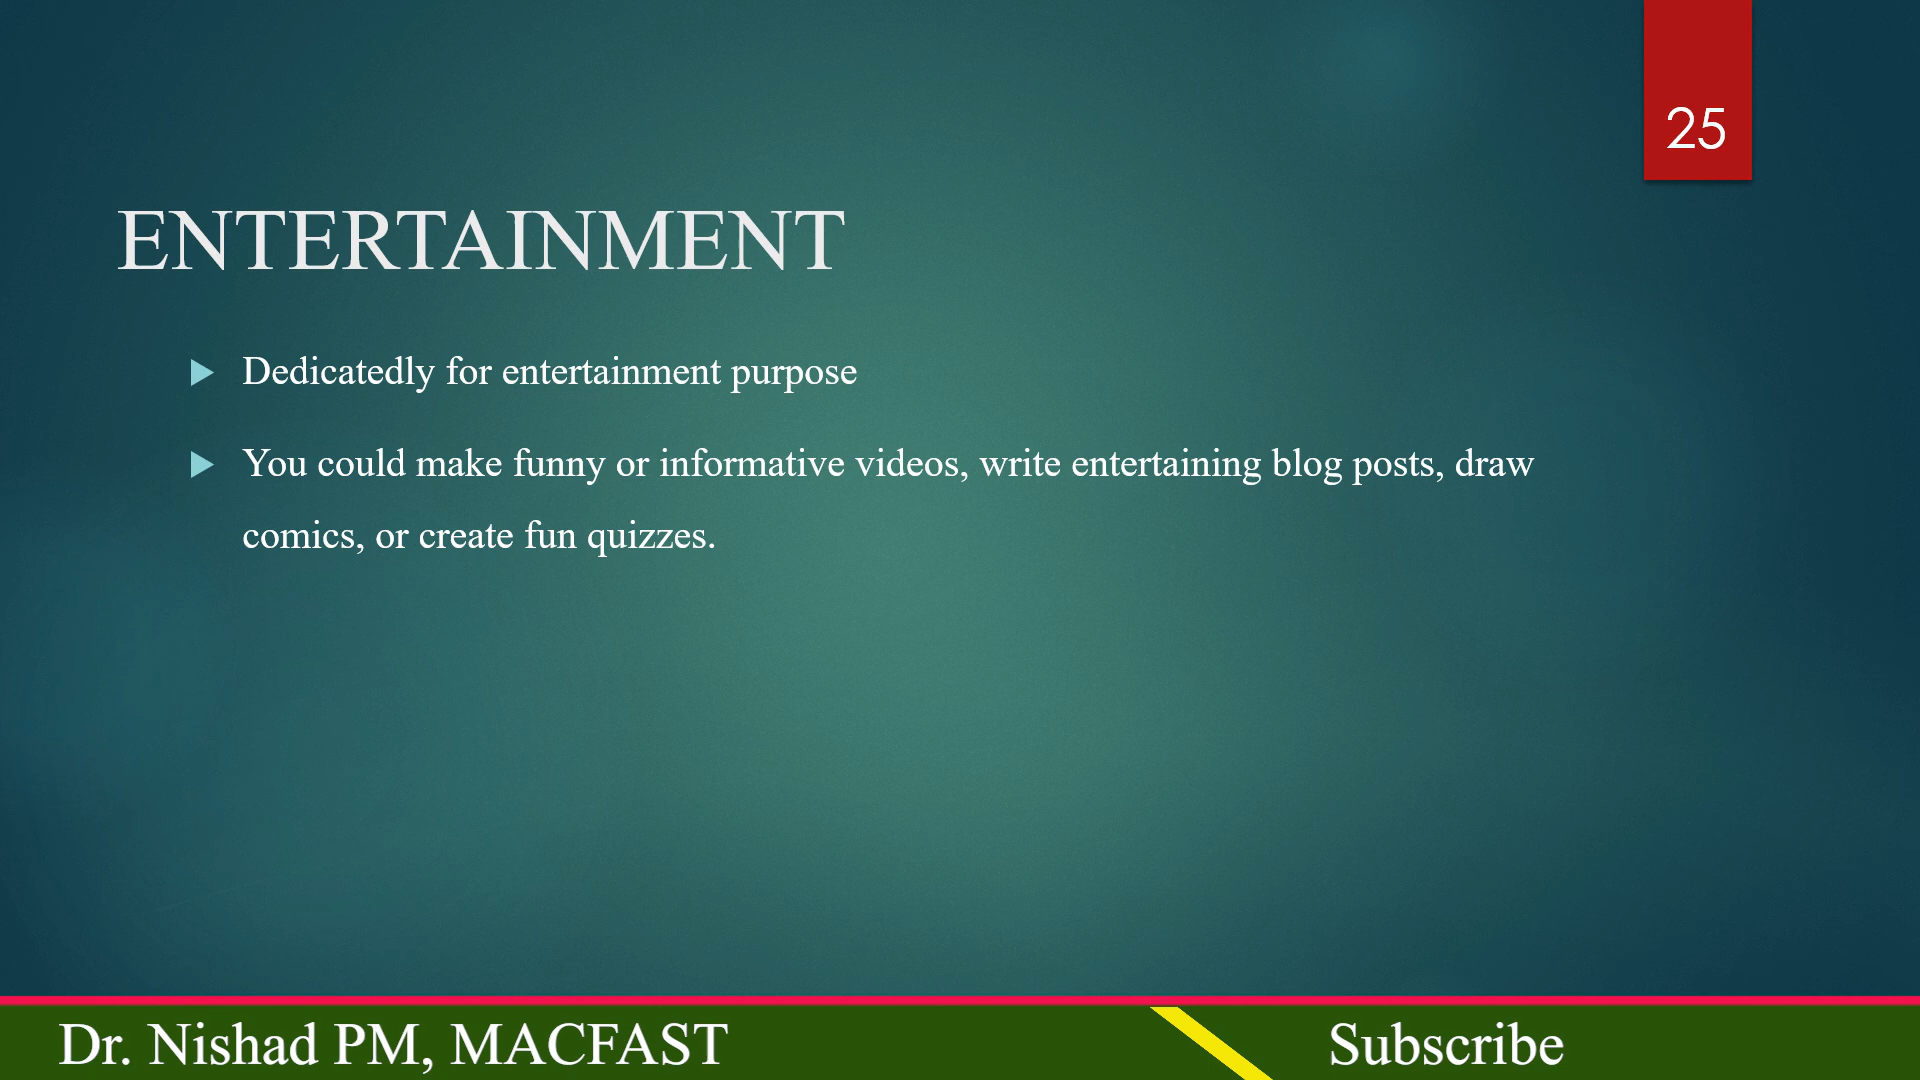 25
ENTERTAINMENT
Dedicatedly for entertainment purpose
You could make funny or informative videos, write entertaining blog posts, draw
comics, or create fun quizzes.
Dr. Nishad PM, MACFAST
Subscribe